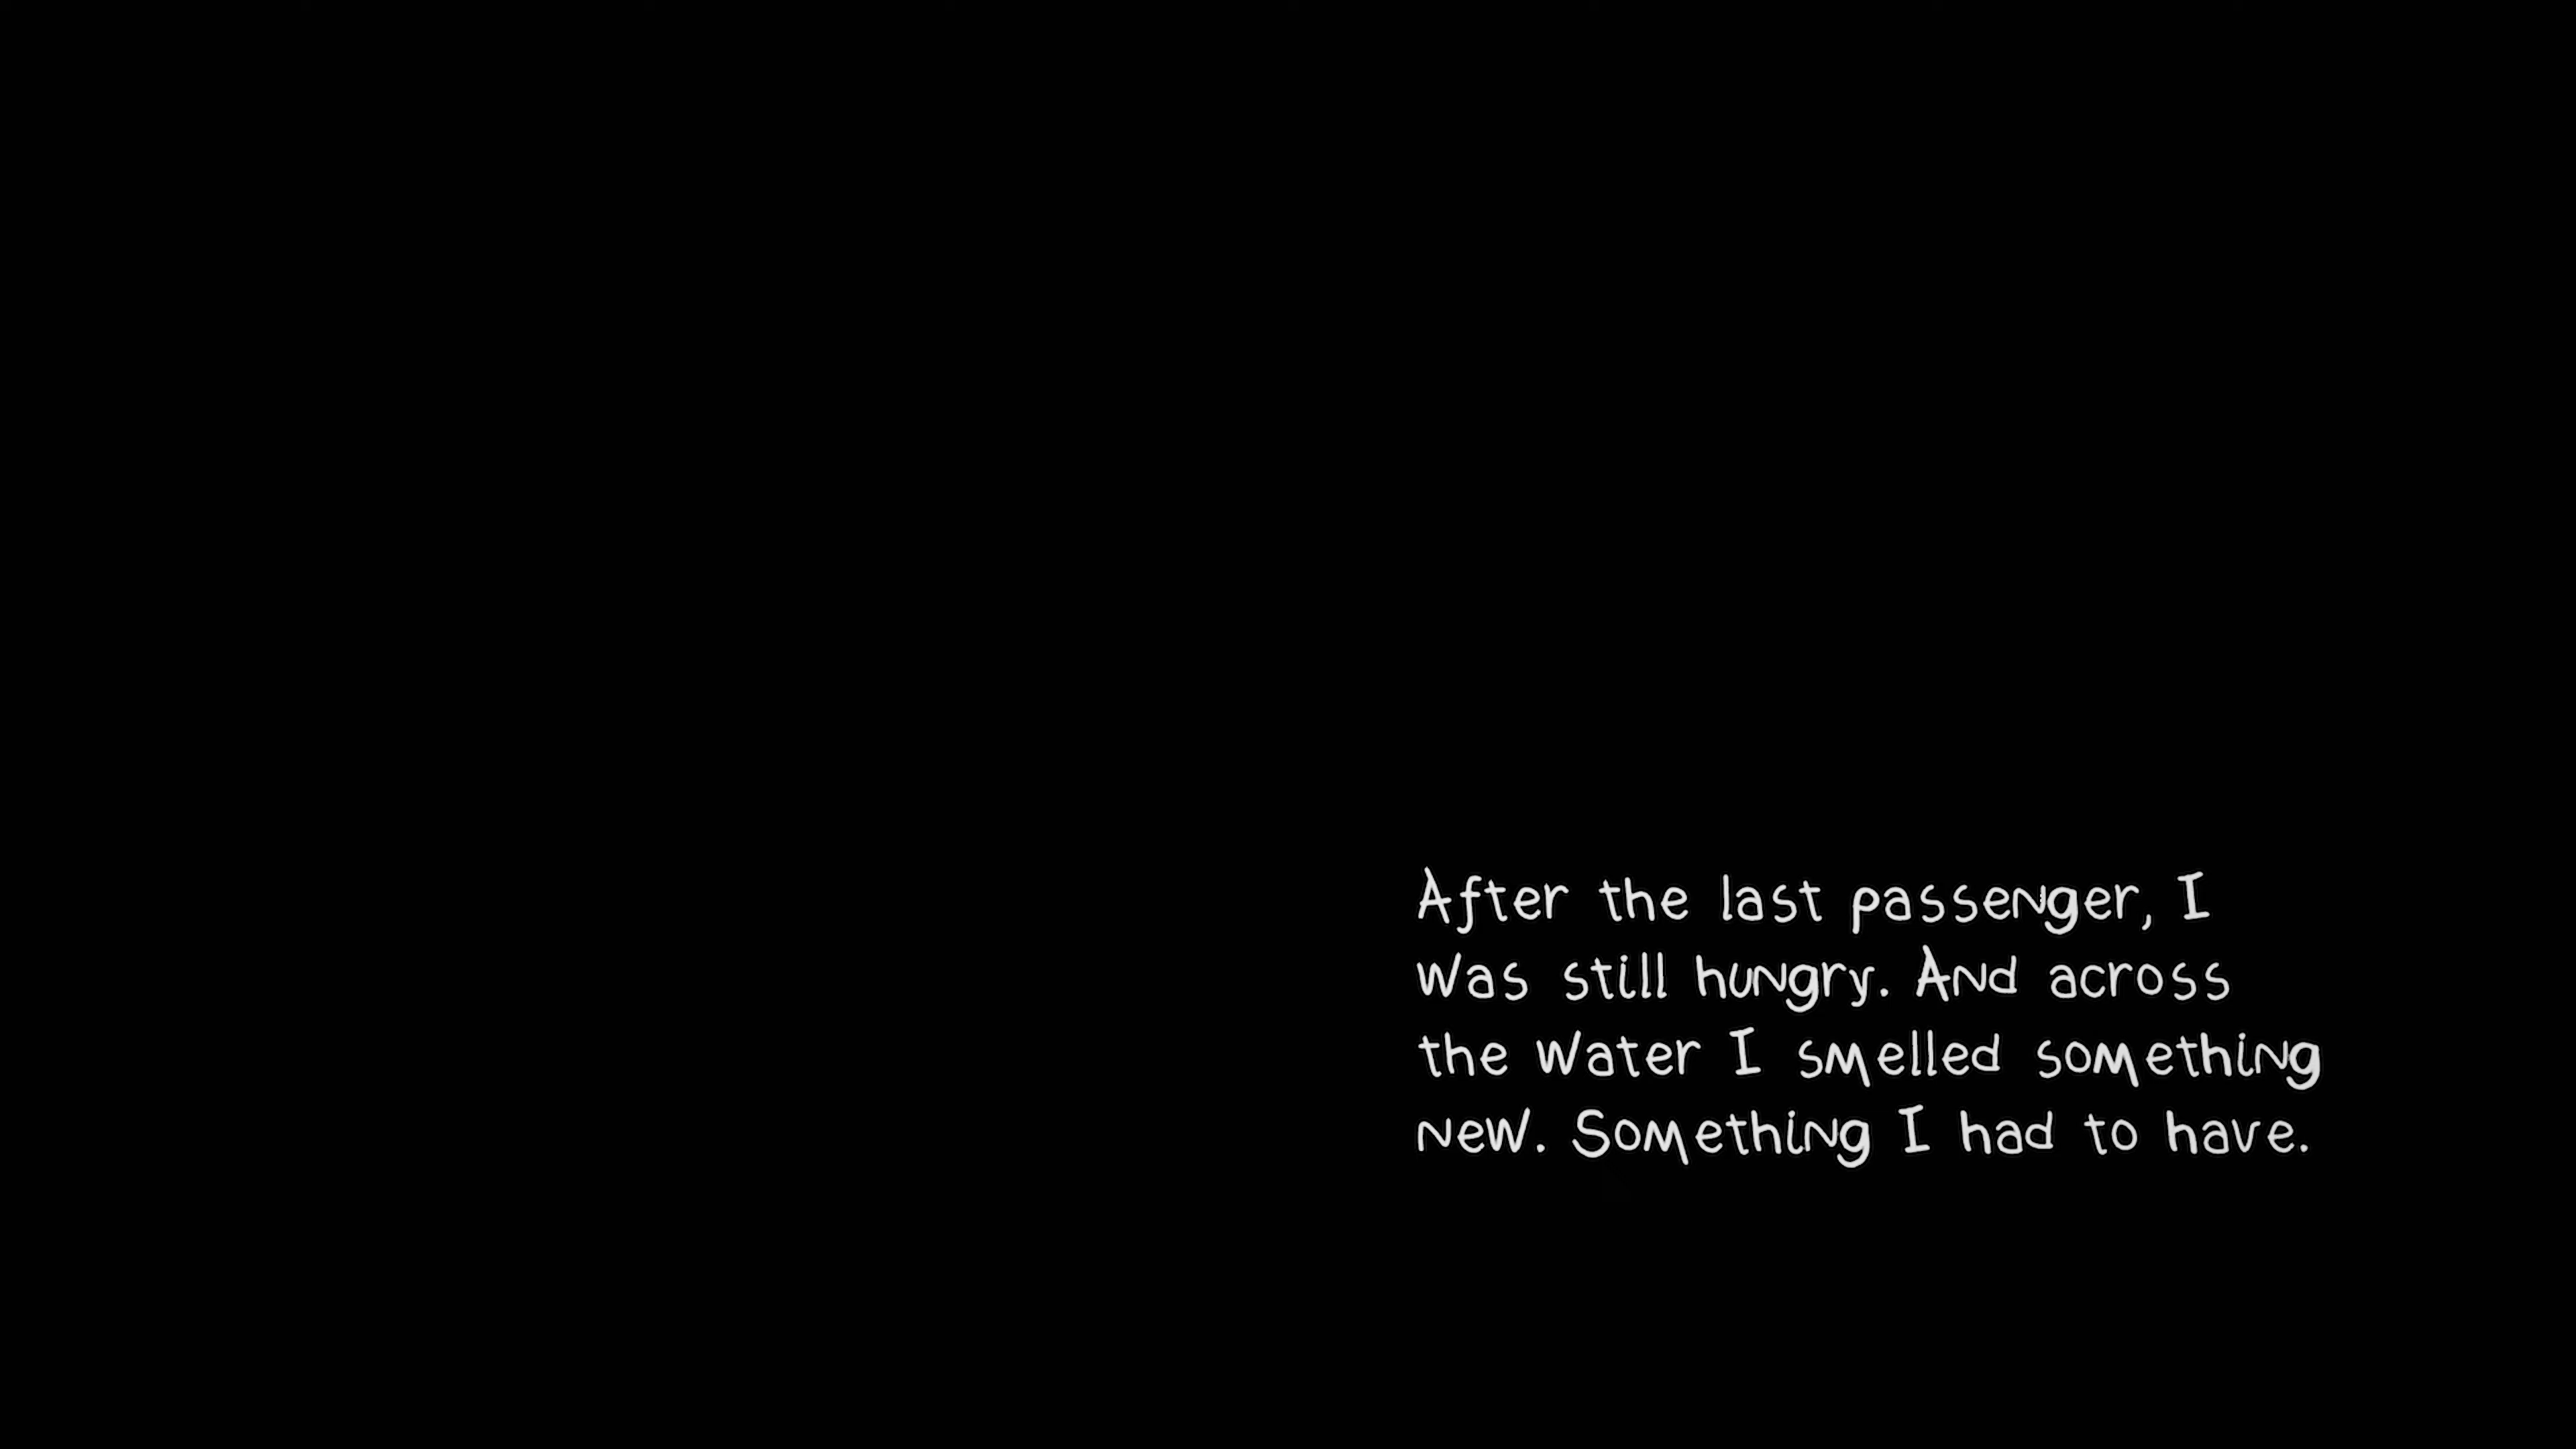 After the last passenger, I
was still hungry. And across
the water I smelled something
new. Something I had to have.